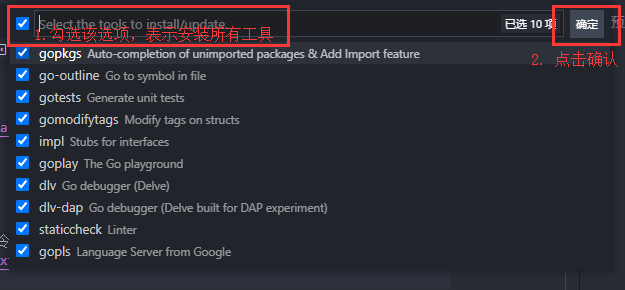 Select the tools to install/update.
已选 10 项
确定
预
1.勾选该选项，表示安装所有工具
gopkgs Auto-completion of unimported packages & Add Import feature
2. 点击确认
go-outline Go to symbol in file
gotests Generate unit tests
gomodifytags Modify tags on structs
a
impl Stubs for interfaces
goplay The Go playground
dlv Go debugger (Delve)
dlv-dap Go debugger (Delve built for DAP experiment)
staticcheck Linter
令
gopls Language Server from Google
x